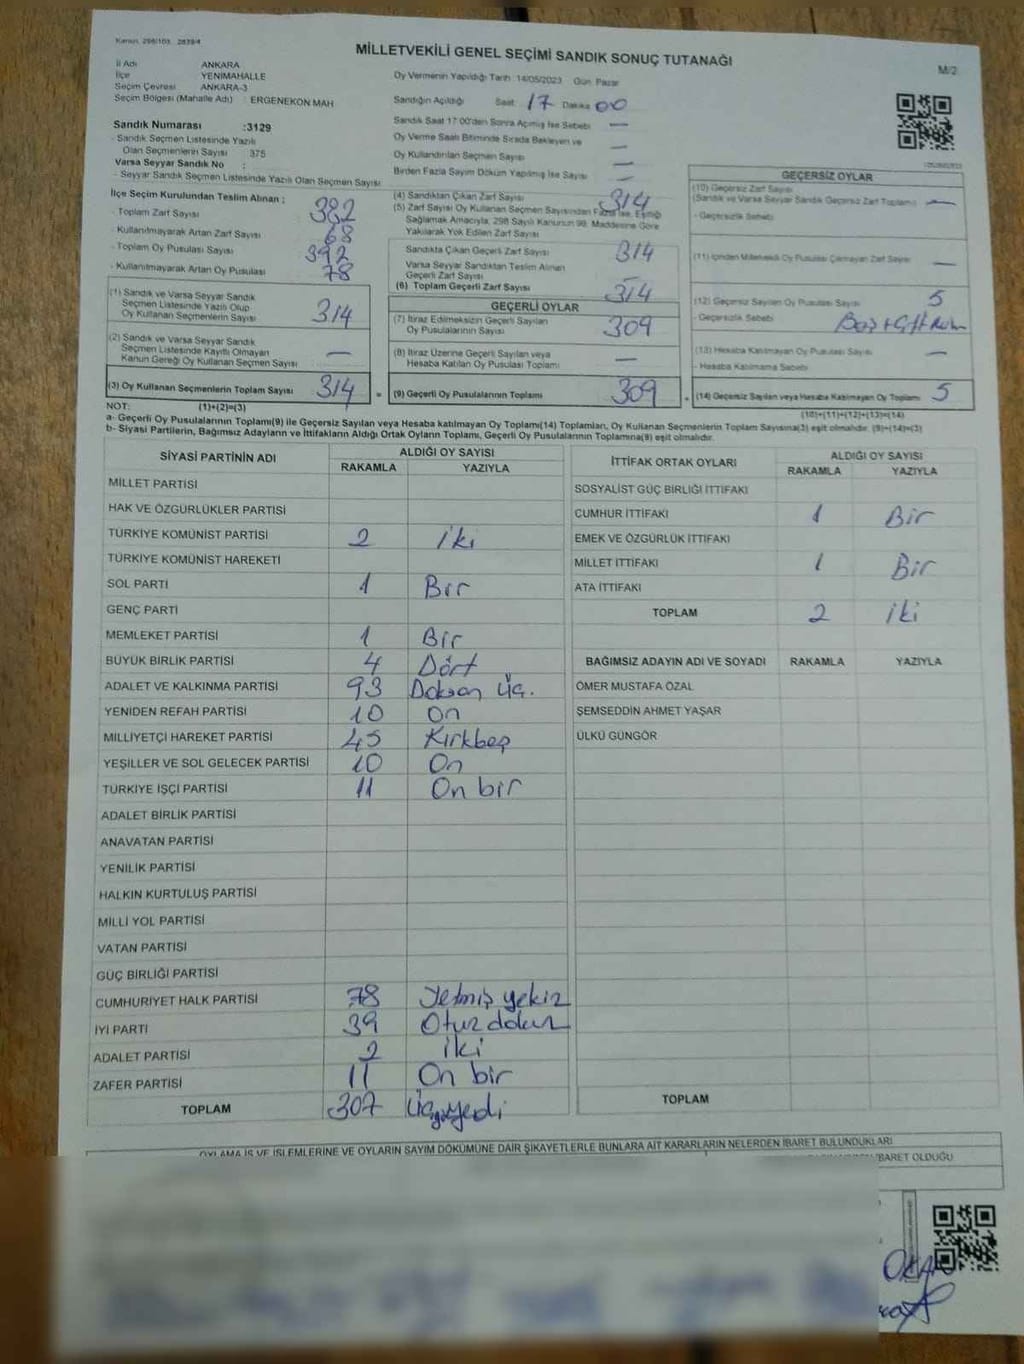 Kanun: 298/103, 2839/4
MİLLETVEKİLİ GENEL SEÇİMİ SANDIK SONUÇ TUTANAĞI
M/2
İl Adı ANKARA
İlçe YENİMAHALLE
Seçim Çevresi ANKARA-3
Seçim Bölgesi (Mahalle Adı) : ERGENEKON MAH
Oy Vermenin Yapıldığı Tarih : 14/05/2023 Gün: Pazar
Sandığın Açıldığı Saat: 17 Dakika 00
Sandık Saat 17:00'den Sonra Açılmış İse Sebebi —
Oy Verme Saati Bitiminde Sırada Bekleyen ve
Oy Kullandırılan Seçmen Sayısı —
Birden Fazla Sayım Döküm Yapılmış İse Sayısı —
Sandık Numarası :3129
- Sandık Seçmen Listesinde Yazılı
Olan Seçmenlerin Sayısı : 375
Varsa Seyyar Sandık No :
- Seyyar Sandık Seçmen Listesinde Yazılı Olan Seçmen Sayısı
İlçe Seçim Kurulundan Teslim Alınan ;
- Toplam Zarf Sayısı 382
- Kullanılmayarak Artan Zarf Sayısı 68
- Toplam Oy Pusulası Sayısı 392
- Kullanılmayarak Artan Oy Pusulası 78
(1) Sandık ve Varsa Seyyar Sandık
Seçmen Listesinde Yazılı Olup
Oy Kullanan Seçmenlerin Sayısı 314
(2) Sandık ve Varsa Seyyar Sandık
Seçmen Listesinde Kayıtlı Olmayan
Kanun Gereği Oy Kullanan Seçmen Sayısı —
(3) Oy Kullanan Seçmenlerin Toplam Sayısı 314
(4) Sandıktan Çıkan Zarf Sayısı 314
(5) Zarf Sayısı Oy Kullanan Seçmen Sayısından Fazla İse, Eşitliği
Sağlamak Amacıyla, 298 Sayılı Kanunun 98. Maddesine Göre
Yakılarak Yok Edilen Zarf Sayısı
Sandıkta Çıkan Geçerli Zarf Sayısı 314
Varsa Seyyar Sandıktan Teslim Alınan
Geçerli Zarf Sayısı —
(6) Toplam Geçerli Zarf Sayısı 314
GEÇERLİ OYLAR
(7) İtiraz Edilmeksizin Geçerli Sayılan
Oy Pusulalarının Sayısı 309
(8) İtiraz Üzerine Geçerli Sayılan veya
Hesaba Katılan Oy Pusulası Toplamı —
= (9) Geçerli Oy Pusulalarının Toplamı 309
GEÇERSİZ OYLAR
(10) Geçersiz Zarf Sayısı
(Sandık ve Varsa Seyyar Sandık Geçersiz Zarf Toplamı) —
- Geçersizlik Sebebi
(11) İçinden Milletvekili Oy Pusulası Çıkmayan Zarf Sayısı —
(12) Geçersiz Sayılan Oy Pusulası Sayısı 5
- Geçersizlik Sebebi Boş+Çift
(13) Hesaba Katılmayan Oy Pusulası Sayısı —
- Hesaba Katılmama Sebebi
(14) Geçersiz Sayılan veya Hesaba Katılmayan Oy Toplamı 5
NOT: (1)+(2)=(3)
(10)+(11)+(12)+(13)=(14)
a- Geçerli Oy Pusulalarının Toplamı(9) ile Geçersiz Sayılan veya Hesaba katılmayan Oy Toplamı(14) Toplamları, Oy Kullanan Seçmenlerin Toplam Sayısına(3) eşit olmalıdır. (9)+(14)=(3)
b- Siyasi Partilerin, Bağımsız Adayların ve İttifakların Aldığı Ortak Oyların Toplamı, Geçerli Oy Pusulalarının Toplamına(9) eşit olmalıdır.
SİYASİ PARTİNİN ADI ALDIĞI OY SAYISI
RAKAMLA YAZIYLA
MİLLET PARTİSİ
HAK VE ÖZGÜRLÜKLER PARTİSİ
TÜRKİYE KOMÜNİST PARTİSİ 2 iki
TÜRKİYE KOMÜNİST HAREKETİ
SOL PARTİ 1 Bir
GENÇ PARTİ
MEMLEKET PARTİSİ 1 Bir
BÜYÜK BİRLİK PARTİSİ 4 Dört
ADALET VE KALKINMA PARTİSİ 93 Doksan üç.
YENİDEN REFAH PARTİSİ 10 On
MİLLİYETÇİ HAREKET PARTİSİ 45 Kırkbeş
YEŞİLLER VE SOL GELECEK PARTİSİ 10 On
TÜRKİYE İŞÇİ PARTİSİ 11 On bir
ADALET BİRLİK PARTİSİ
ANAVATAN PARTİSİ
YENİLİK PARTİSİ
HALKIN KURTULUŞ PARTİSİ
MİLLİ YOL PARTİSİ
VATAN PARTİSİ
GÜÇ BİRLİĞİ PARTİSİ
CUMHURİYET HALK PARTİSİ 78 Yetmiş yekiz
İYİ PARTİ 39 Otuz dokuz
ADALET PARTİSİ 2 iki
ZAFER PARTİSİ 11 On bir
TOPLAM 307 Üçyüzyedi
İTTİFAK ORTAK OYLARI ALDIĞI OY SAYISI
RAKAMLA YAZIYLA
SOSYALİST GÜÇ BİRLİĞİ İTTİFAKI
CUMHUR İTTİFAKI 1 Bir
EMEK VE ÖZGÜRLÜK İTTİFAKI
MİLLET İTTİFAKI 1 Bir
ATA İTTİFAKI
TOPLAM 2 iki
BAĞIMSIZ ADAYIN ADI VE SOYADI RAKAMLA YAZIYLA
ÖMER MUSTAFA ÖZAL
ŞEMSEDDİN AHMET YAŞAR
ÜLKÜ GÜNGÖR
TOPLAM
OYLAMA İŞ VE İŞLEMLERİNE VE OYLARIN SAYIM DÖKÜMÜNE DAİR ŞİKAYETLERLE BUNLARA AİT KARARLARIN NELERDEN İBARET BULUNDUKLARI
İBARET OLDUĞU